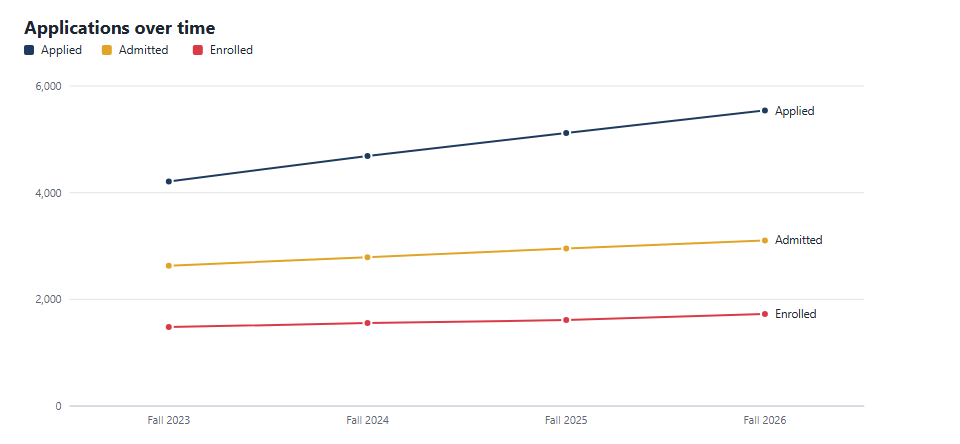 Applications over time
Applied Admitted Enrolled
6,000
Applied
4,000
Admitted
2,000
Enrolled
0
Fall 2023 Fall 2024 Fall 2025 Fall 2026